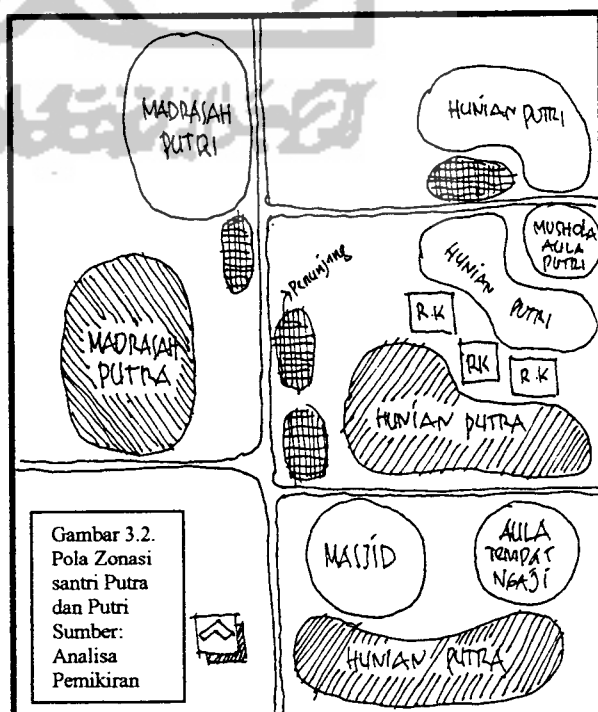 MADRASAH
PUTRI
HUNIAN PUTRI
MUSHOLA
AULA
PUTRI
HUNIAN
PUTRI
Penunjang
R.K
RK
R.K
MADRASAH
PUTRA
HUNIAN PUTRA
MASJID
AULA
TEMPAT
NGAJI
HUNIAN PUTRA
Gambar 3.2.
Pola Zonasi
santri Putra
dan Putri
Sumber:
Analisa
Pemikiran